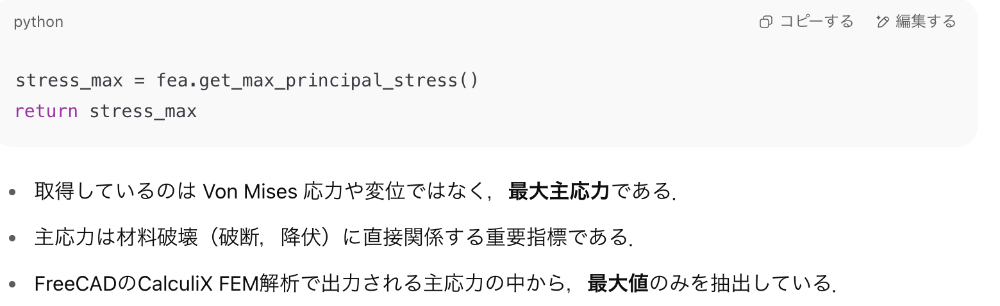 python
コピーする
編集する
stress_max = fea.get_max_principal_stress()
return stress_max
• 取得しているのは Von Mises 応力や変位ではなく，最大主応力である．
• 主応力は材料破壊（破断，降伏）に直接関係する重要指標である．
• FreeCADのCalculiX FEM解析で出力される主応力の中から，最大値のみを抽出している．